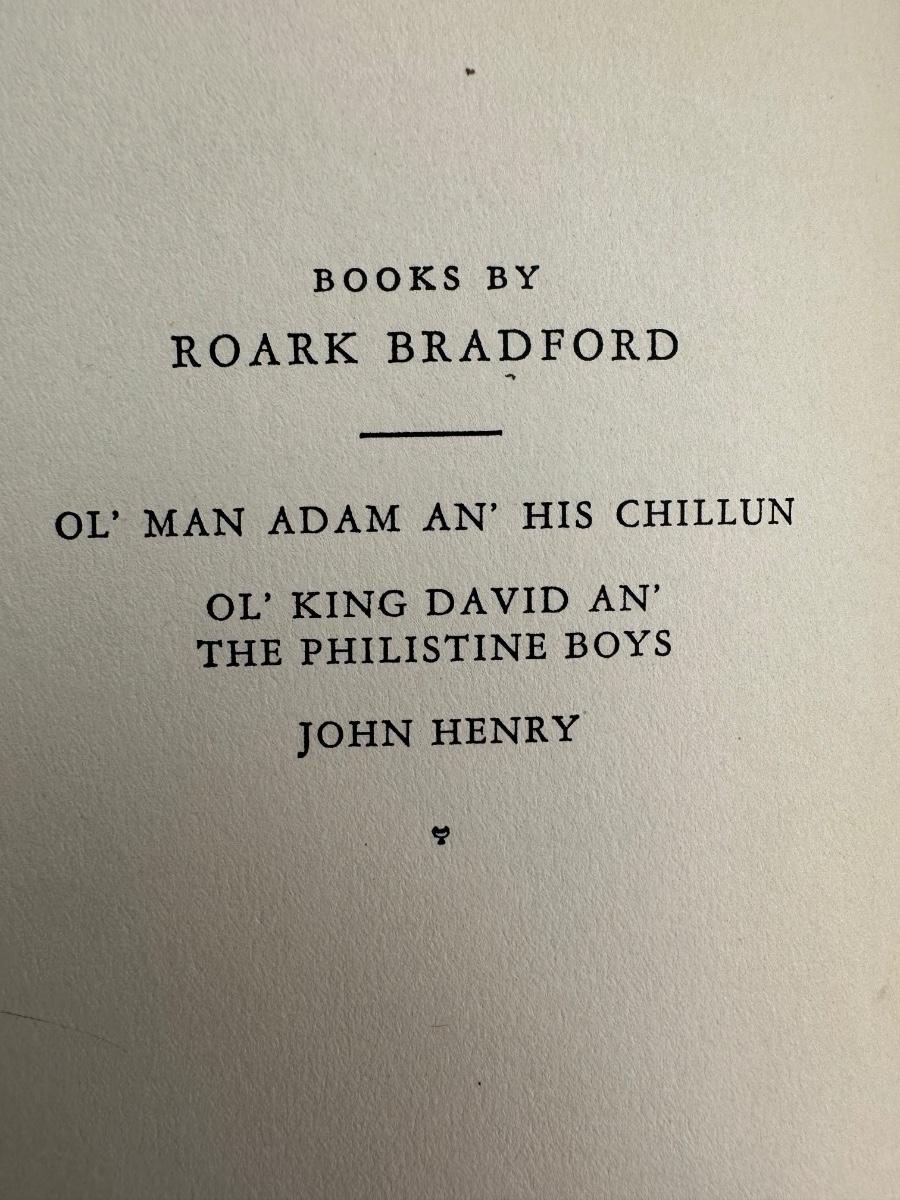 BOOKS BY
ROARK BRADFORD
OL’ MAN ADAM AN’ HIS CHILLUN
OL’ KING DAVID AN’
THE PHILISTINE BOYS
JOHN HENRY